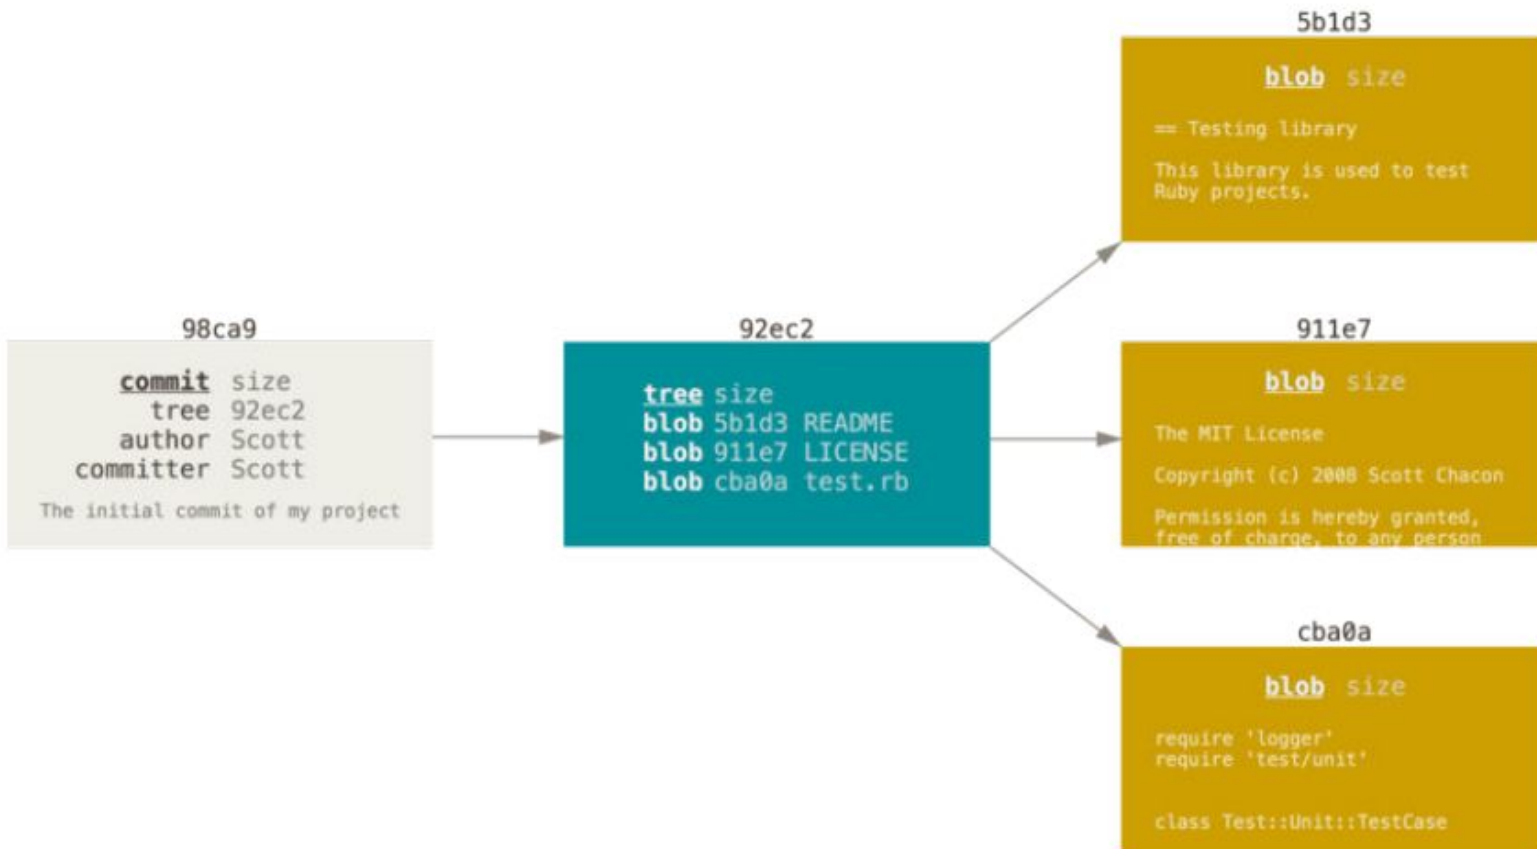 98ca9
commit size
tree 92ec2
author Scott
committer Scott
The initial commit of my project
92ec2
tree size
blob 5b1d3 README
blob 911e7 LICENSE
blob cba0a test.rb
5b1d3
blob size
== Testing library
This library is used to test
Ruby projects.
911e7
blob size
The MIT License
Copyright (c) 2008 Scott Chacon
Permission is hereby granted,
free of charge, to any person
cba0a
blob size
require 'logger'
require 'test/unit'
class Test::Unit::TestCase